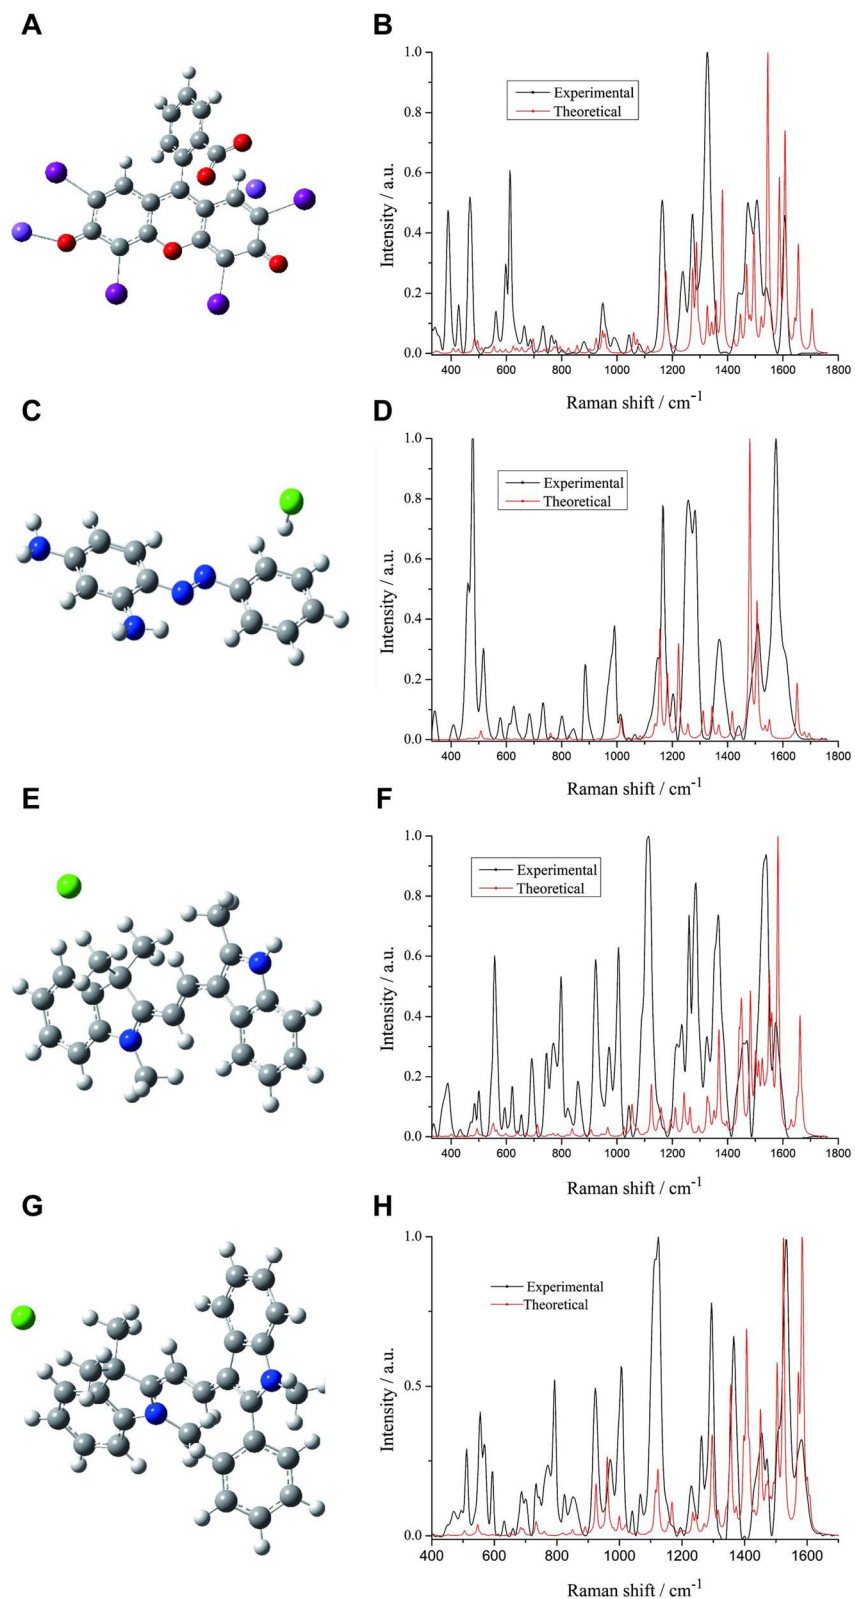 A
B
Intensity / a.u.
1.0
0.8
0.6
0.4
0.2
0.0
Experimental
Theoretical
400 600 800 1000 1200 1400 1600 1800
Raman shift / cm-1
C
D
Intensity / a.u.
1.0
0.8
0.6
0.4
0.2
0.0
Experimental
Theoretical
400 600 800 1000 1200 1400 1600 1800
Raman shift / cm-1
E
F
Intensity / a.u.
1.0
0.8
0.6
0.4
0.2
0.0
Experimental
Theoretical
400 600 800 1000 1200 1400 1600 1800
Raman shift / cm-1
G
H
Intensity / a.u.
1.0
0.5
0.0
Experimental
Theoretical
400 600 800 1000 1200 1400 1600
Raman shift / cm-1